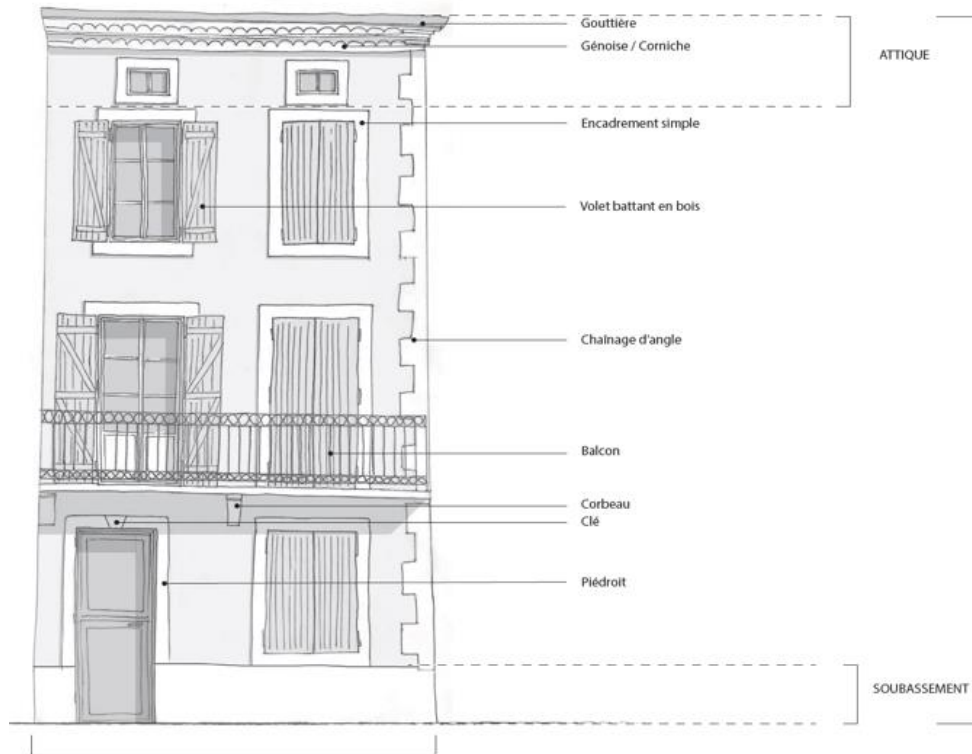 Gouttière
Génoise / Corniche
ATTIQUE
Encadrement simple
Volet battant en bois
Chaînage d'angle
Balcon
Corbeau
Clé
Piédroit
SOUBASSEMENT